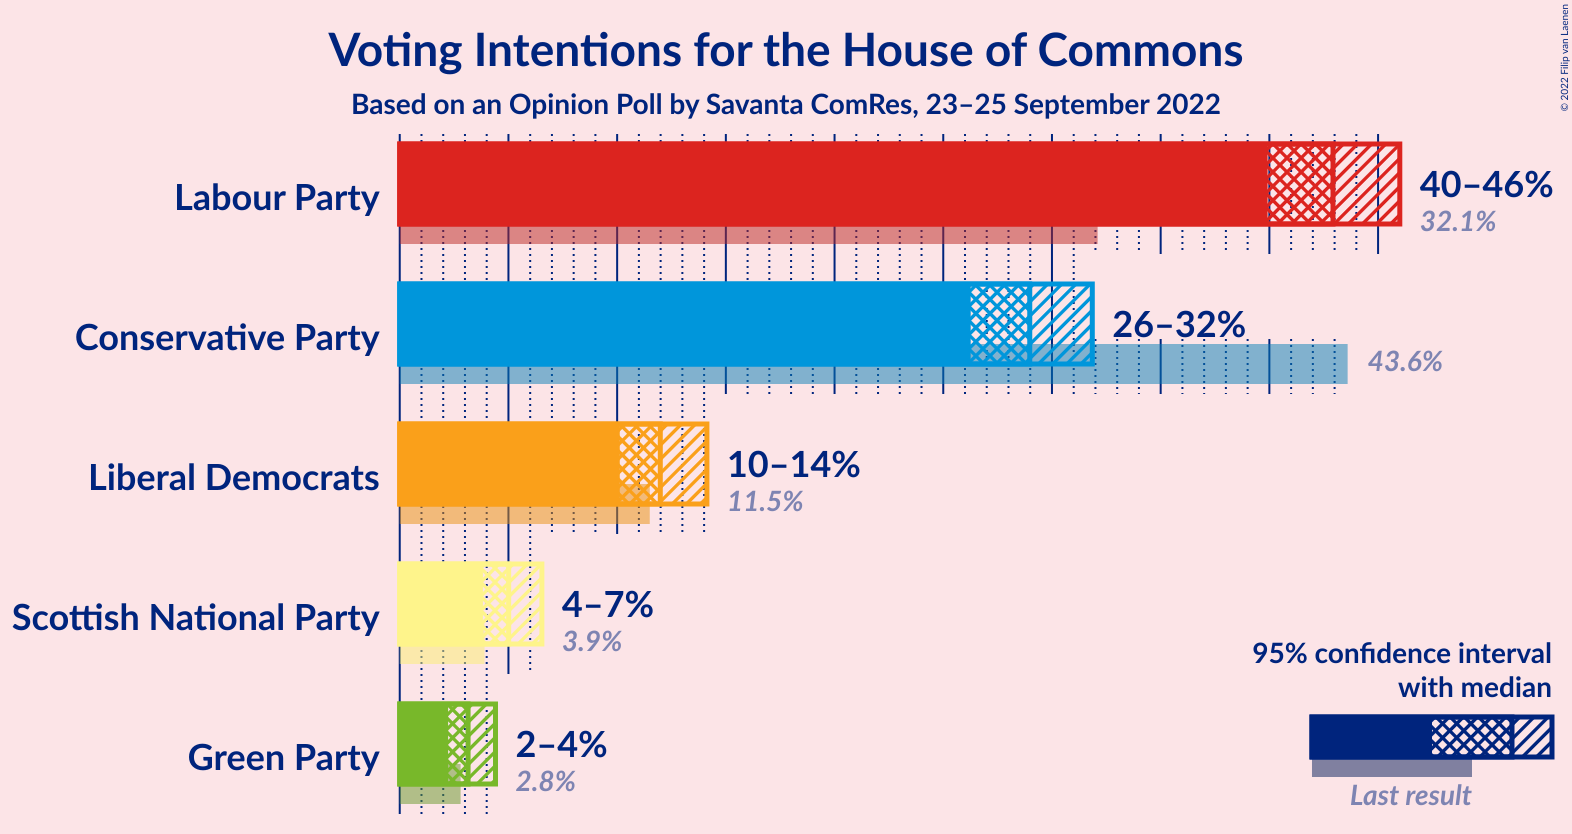 Voting Intentions for the House of Commons
Based on an Opinion Poll by Savanta ComRes, 23–25 September 2022
© 2022 Filip van Laenen
Labour Party
40–46%
32.1%
Conservative Party
26–32%
43.6%
Liberal Democrats
10–14%
11.5%
Scottish National Party
4–7%
3.9%
Green Party
2–4%
2.8%
95% confidence interval
with median
Last result